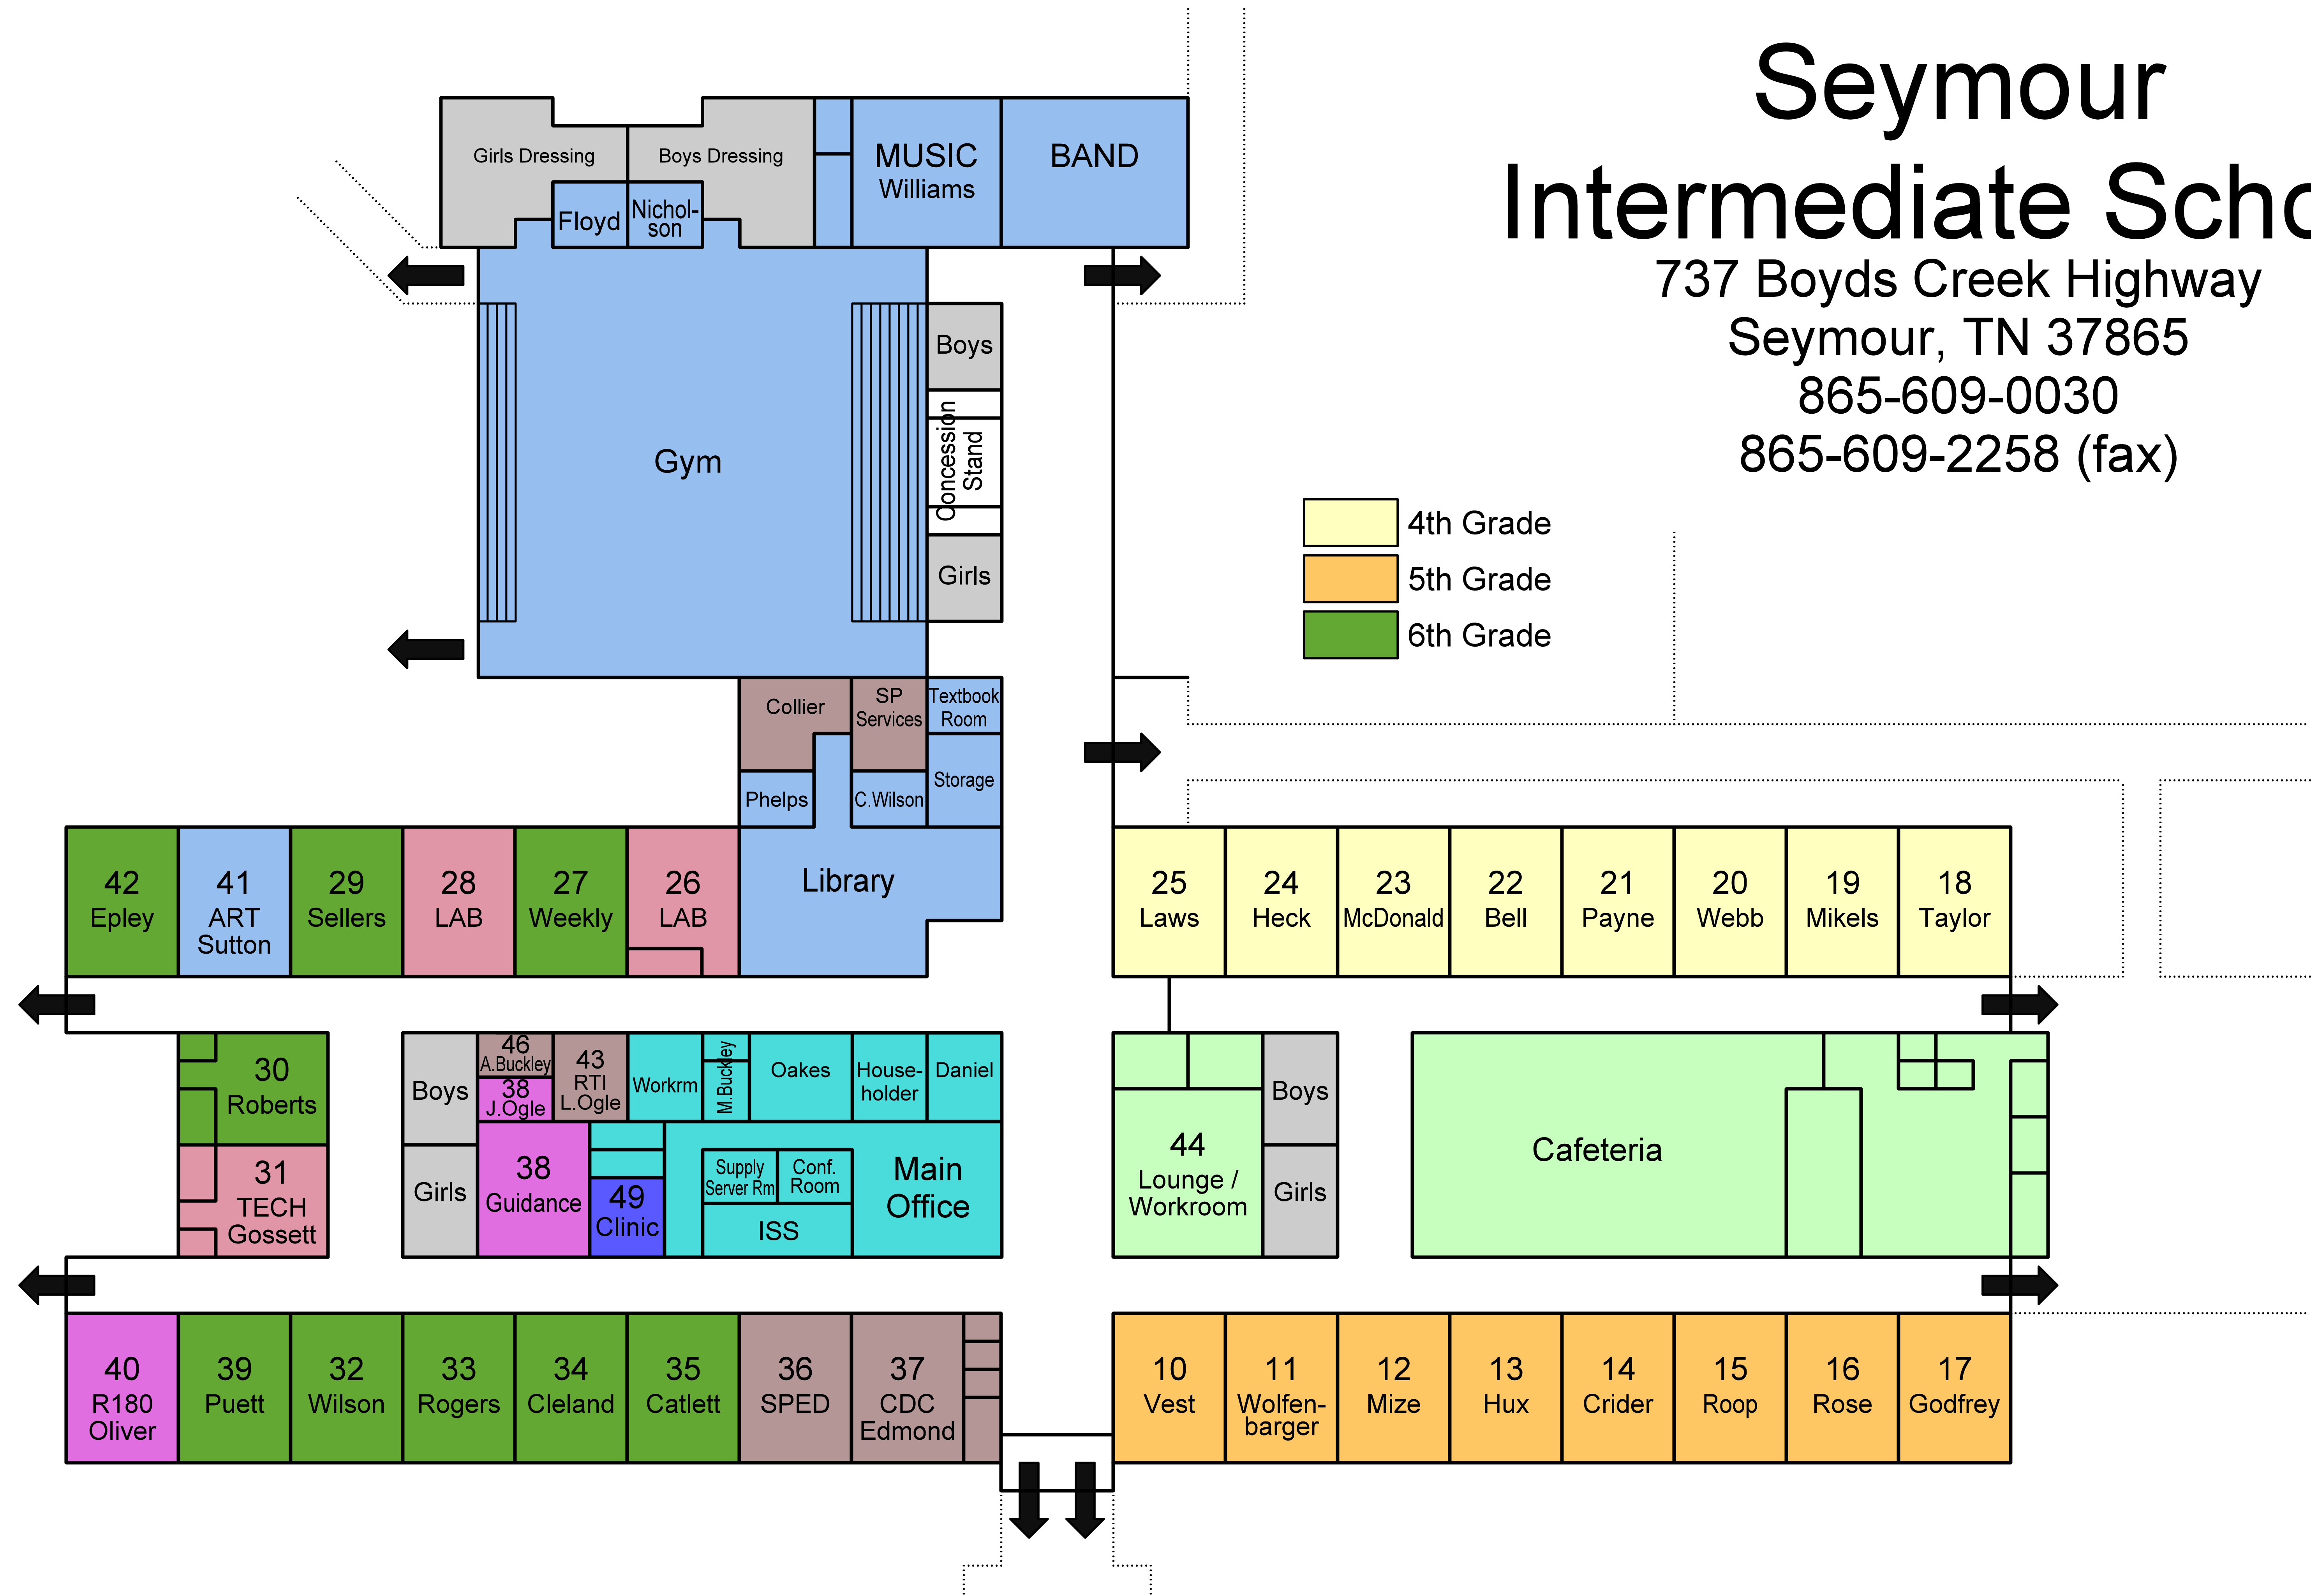 Seymour
Intermediate Scho
737 Boyds Creek Highway
Seymour, TN 37865
865-609-0030
865-609-2258 (fax)
4th Grade
5th Grade
6th Grade
Girls Dressing
Boys Dressing
Floyd
Nichol-
son
MUSIC
Williams
BAND
Gym
Boys
Concession
Stand
Girls
Collier
SP
Services
Textbook
Room
Phelps
C.Wilson
Storage
Library
42
Epley
41
ART
Sutton
29
Sellers
28
LAB
27
Weekly
26
LAB
25
Laws
24
Heck
23
McDonald
22
Bell
21
Payne
20
Webb
19
Mikels
18
Taylor
30
Roberts
31
TECH
Gossett
Boys
Girls
46
A.Buckley
38
J.Ogle
43
RTI
L.Ogle
Workrm
M.Buckley
Oakes
House-
holder
Daniel
38
Guidance
49
Clinic
Supply
Server Rm
Conf.
Room
ISS
Main
Office
44
Lounge /
Workroom
Boys
Girls
Cafeteria
40
R180
Oliver
39
Puett
32
Wilson
33
Rogers
34
Cleland
35
Catlett
36
SPED
37
CDC
Edmond
10
Vest
11
Wolfen-
barger
12
Mize
13
Hux
14
Crider
15
Roop
16
Rose
17
Godfrey